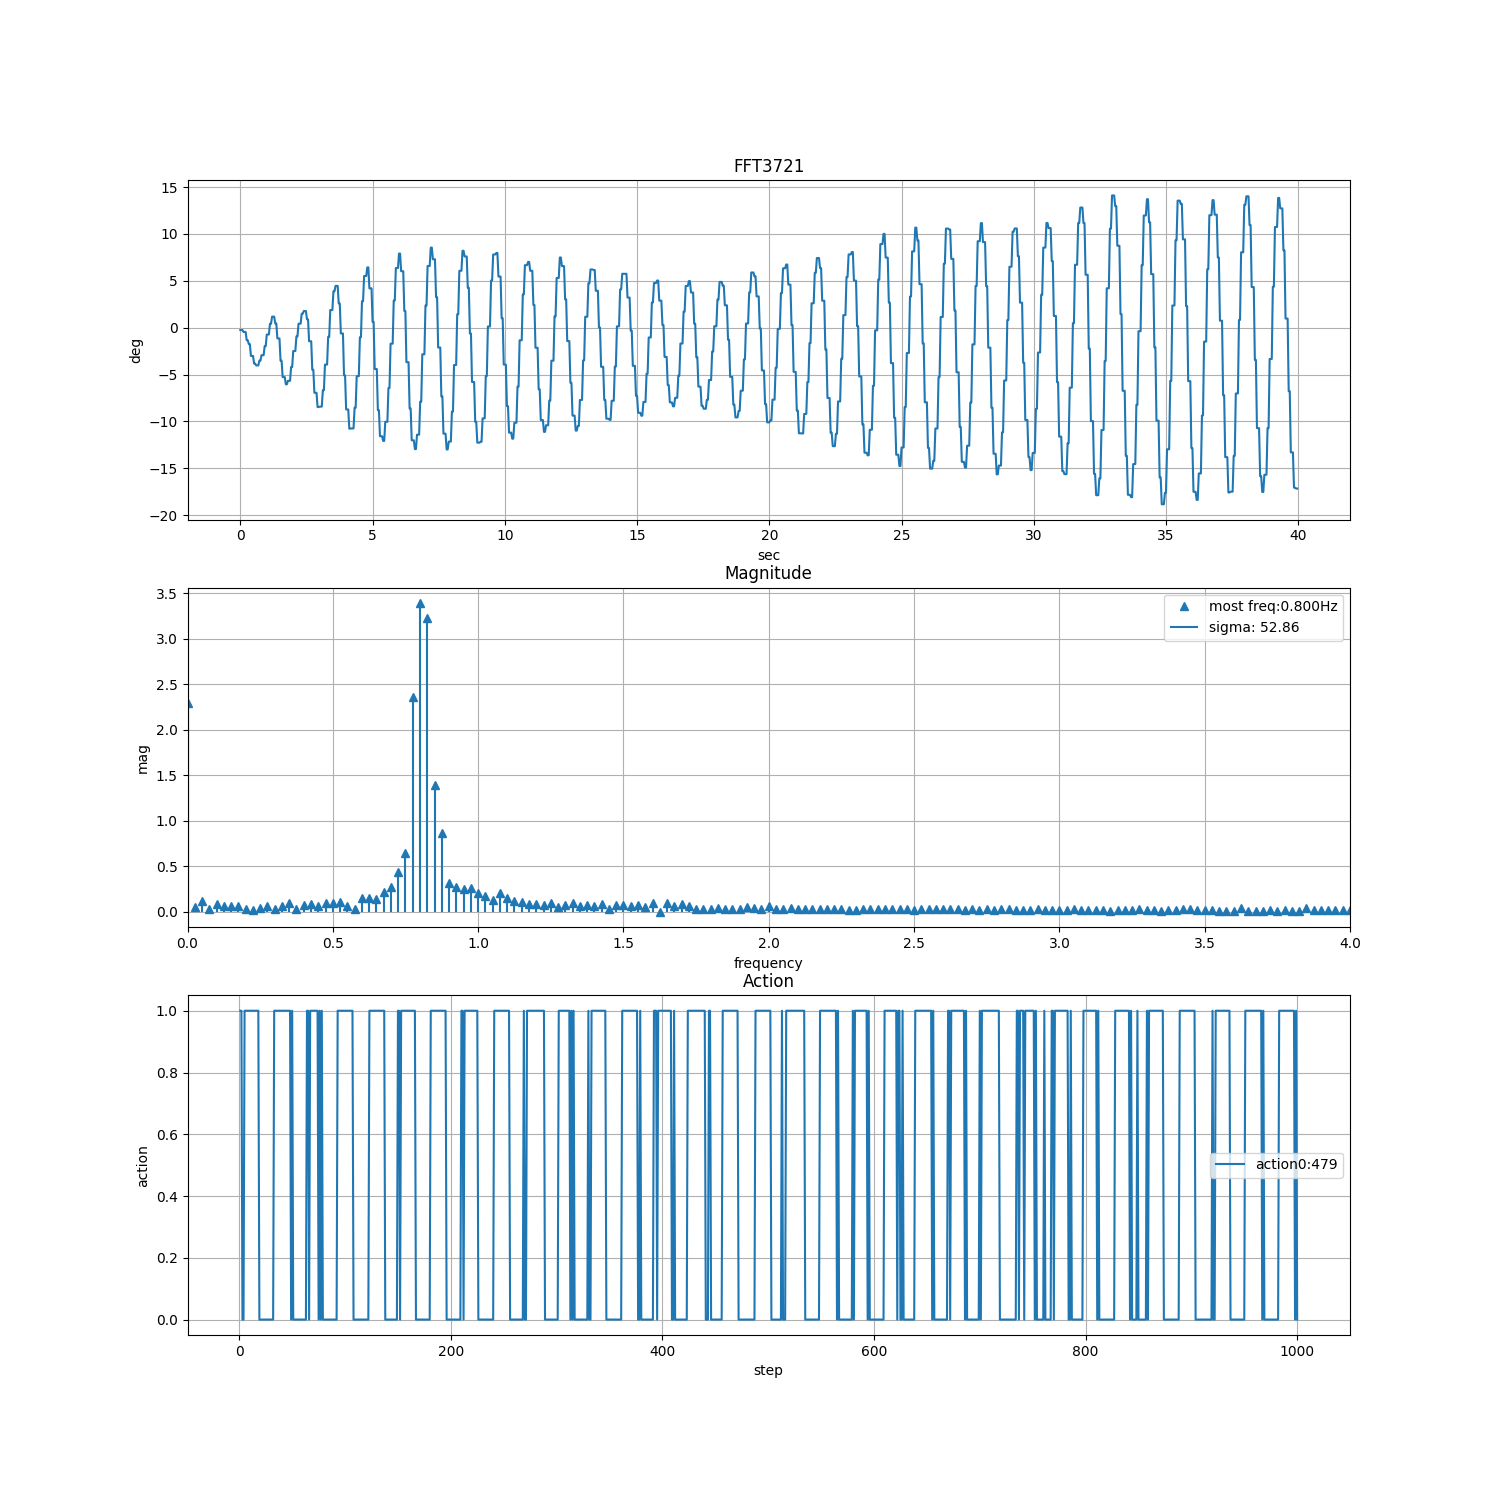 FFT3721
15
10
5
0
−5
−10
−15
−20
deg
0 5 10 15 20 25 30 35 40
sec
Magnitude
3.5
3.0
2.5
2.0
1.5
1.0
0.5
0.0
mag
most freq:0.800Hz
sigma: 52.86
0.0 0.5 1.0 1.5 2.0 2.5 3.0 3.5 4.0
frequency
Action
1.0
0.8
0.6
0.4
0.2
0.0
action
action0:479
0 200 400 600 800 1000
step